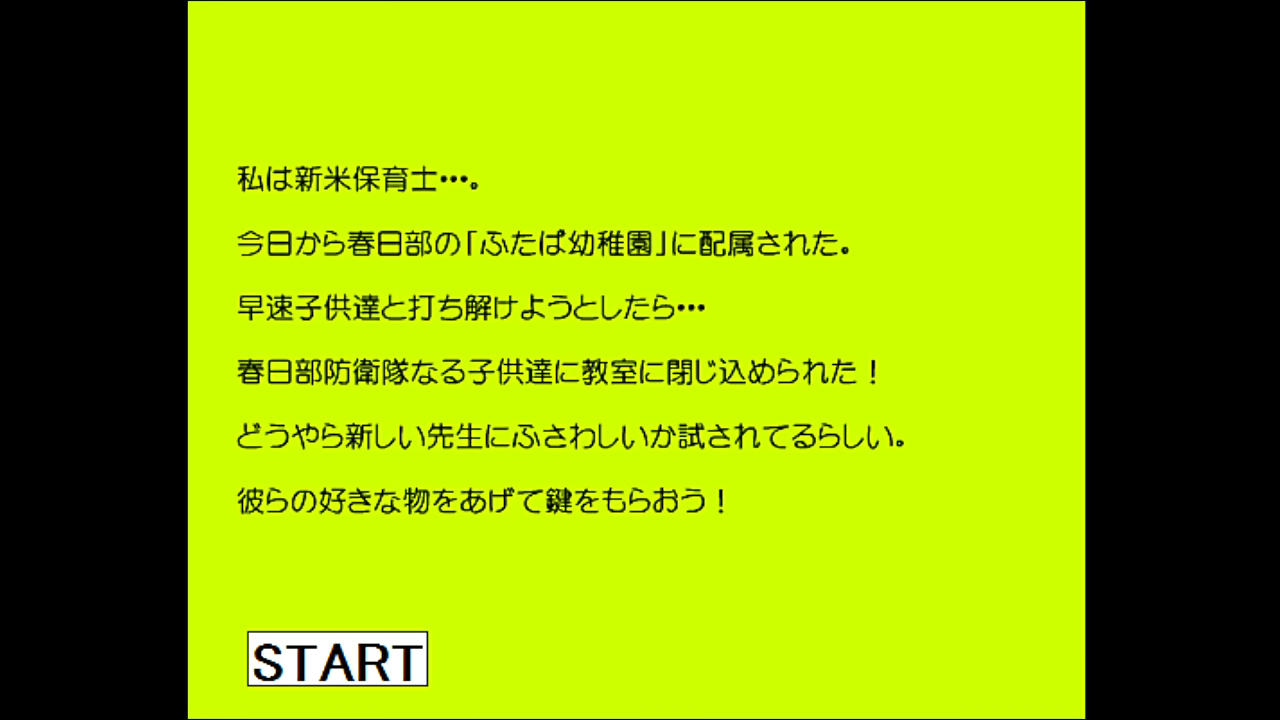 私は新米保育士…。
今日から春日部の「ふたば幼稚園」に配属された。
早速子供達と打ち解けようとしたら…
春日部防衛隊なる子供達に教室に閉じ込められた！
どうやら新しい先生にふさわしいか試されてるらしい。
彼らの好きな物をあげて鍵をもらおう！
START